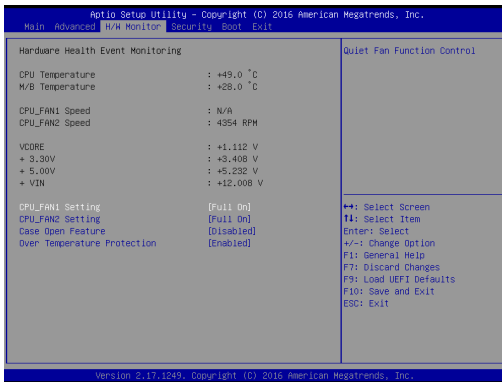 Aptio Setup Utility – Copyright (C) 2016 American Megatrends, Inc.
Main Advanced H/W Monitor Security Boot Exit
Hardware Health Event Monitoring
CPU Temperature : +49.0 °C
M/B Temperature : +28.0 °C
CPU_FAN1 Speed : N/A
CPU_FAN2 Speed : 4354 RPM
VCORE : +1.112 V
+ 3.30V : +3.408 V
+ 5.00V : +5.232 V
+ VIN : +12.008 V
CPU_FAN1 Setting [Full On]
CPU_FAN2 Setting [Full On]
Case Open Feature [Disabled]
Over Temperature Protection [Enabled]
Quiet Fan Function Control
↔: Select Screen
↑↓: Select Item
Enter: Select
+/-: Change Option
F1: General Help
F7: Discard Changes
F9: Load UEFI Defaults
F10: Save and Exit
ESC: Exit
Version 2.17.1249. Copyright (C) 2016 American Megatrends, Inc.